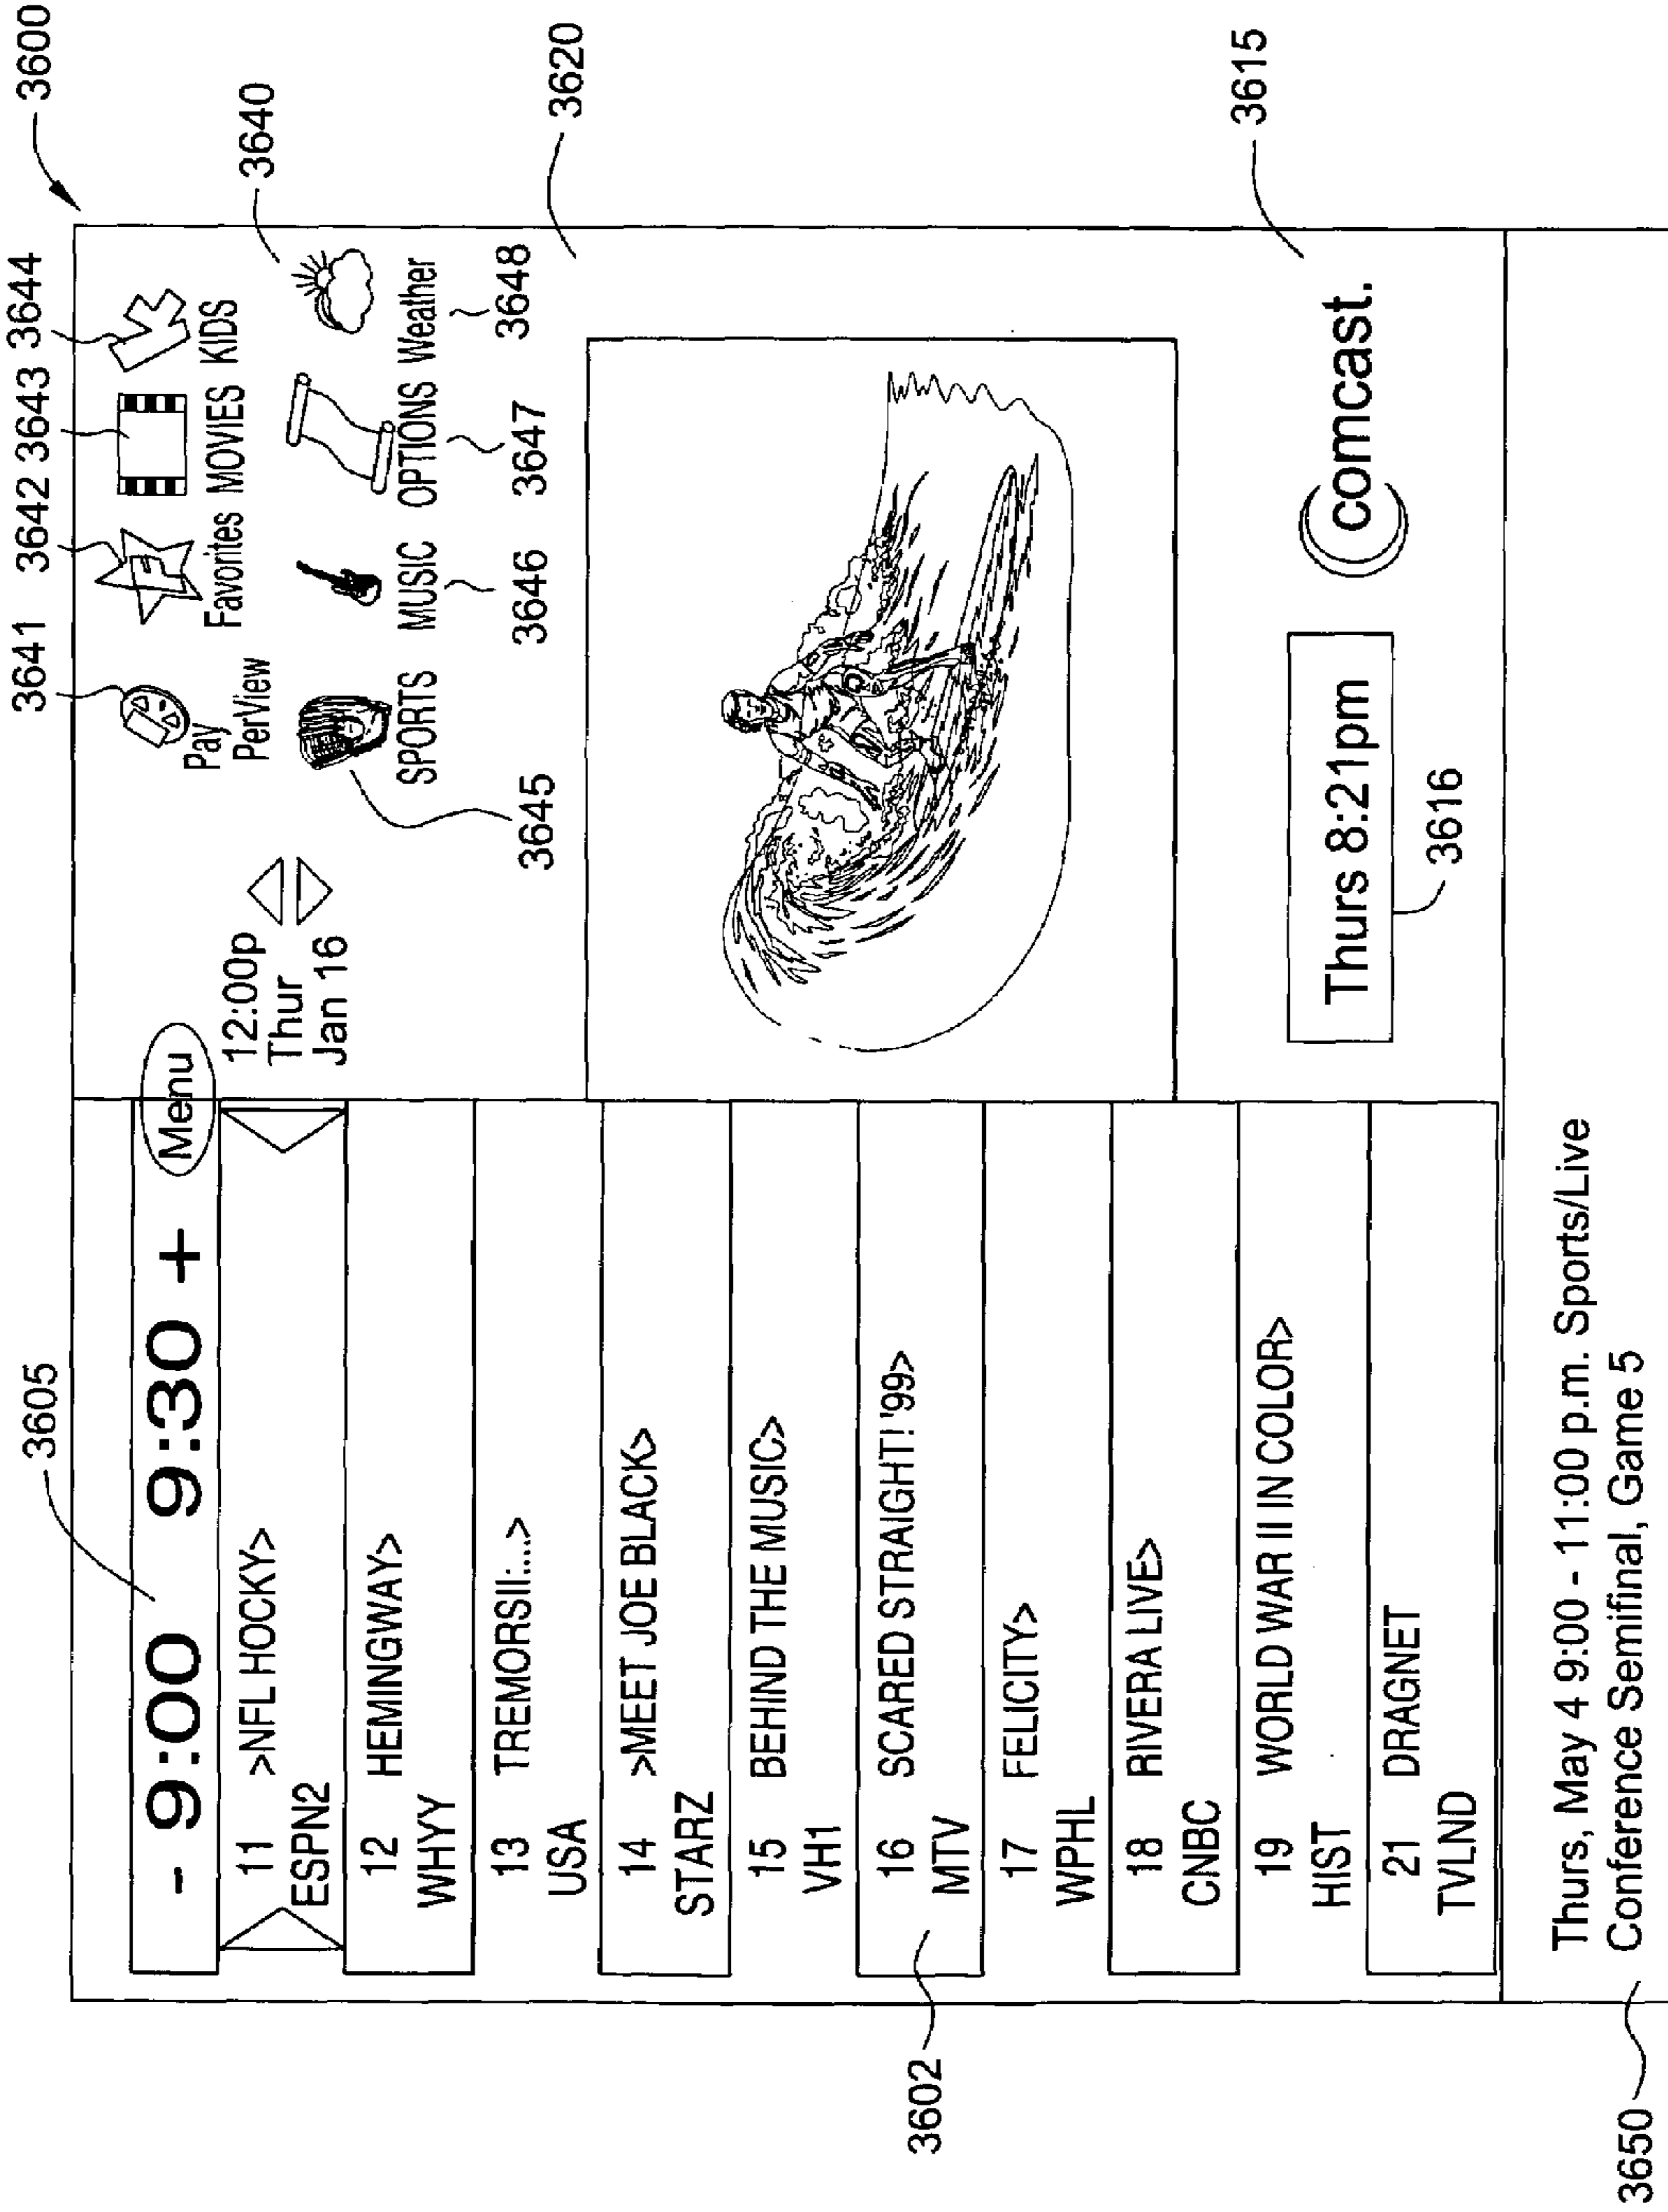 3600
3605
- 9:00 9:30 +
Menu
11 >NFL HOCKY>
ESPN2
12 HEMINGWAY>
WHYY
13 TREMORSII:...>
USA
14 >MEET JOE BLACK>
STARZ
15 BEHIND THE MUSIC>
VH1
16 SCARED STRAIGHT! '99>
MTV
17 FELICITY>
WPHL
18 RIVERA LIVE>
CNBC
19 WORLD WAR II IN COLOR>
HIST
21 DRAGNET
TVLND
3602
12:00p
Thur
Jan 16
3641 3642 3643 3644
Pay
PerView
Favorites
F
MOVIES
KIDS
3640
SPORTS MUSIC OPTIONS Weather
3645 3646 3647 3648
3620
Thurs 8:21pm
3616
comcast.
3615
Thurs, May 4 9:00 - 11:00 p.m. Sports/Live
Conference Semifinal, Game 5
3650